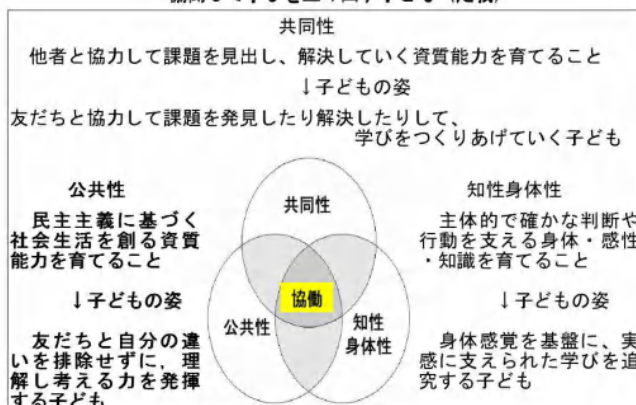 共同性
他者と協力して課題を見出し、解決していく資質能力を育てること
↓子どもの姿
友だちと協力して課題を発見したり解決したりして、
学びをつくりあげていく子ども
公共性
民主主義に基づく
社会生活を創る資質
能力を育てること
↓子どもの姿
友だちと自分の違
いを排除せずに，理
解し考える力を発揮
する子ども
共同性
協働
公共性
知性
身体性
知性身体性
主体的で確かな判断や
行動を支える身体・感性
・知識を育てること
↓子どもの姿
身体感覚を基盤に、実
感に支えられた学びを追
究する子ども